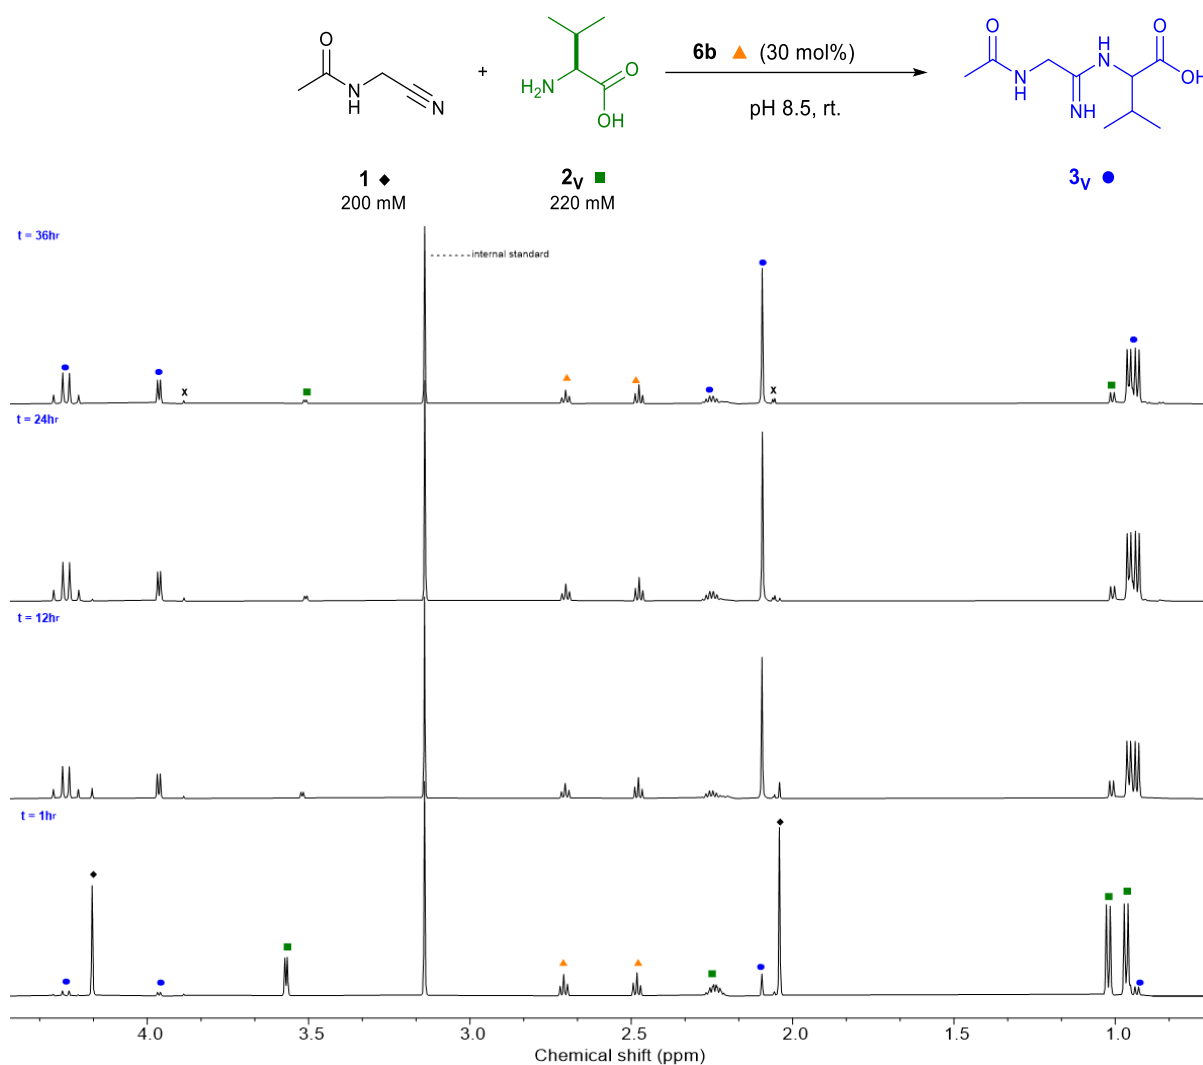 O
N
H
N
+
H₂N
O
OH
6b (30 mol%)
pH 8.5, rt.
O
N
H
NH
H
N
O
OH
1
200 mM
2V
220 mM
3V
t = 36hr
internal standard
x
x
t = 24hr
t = 12hr
t = 1hr
4.0 3.5 3.0 2.5 2.0 1.5 1.0
Chemical shift (ppm)